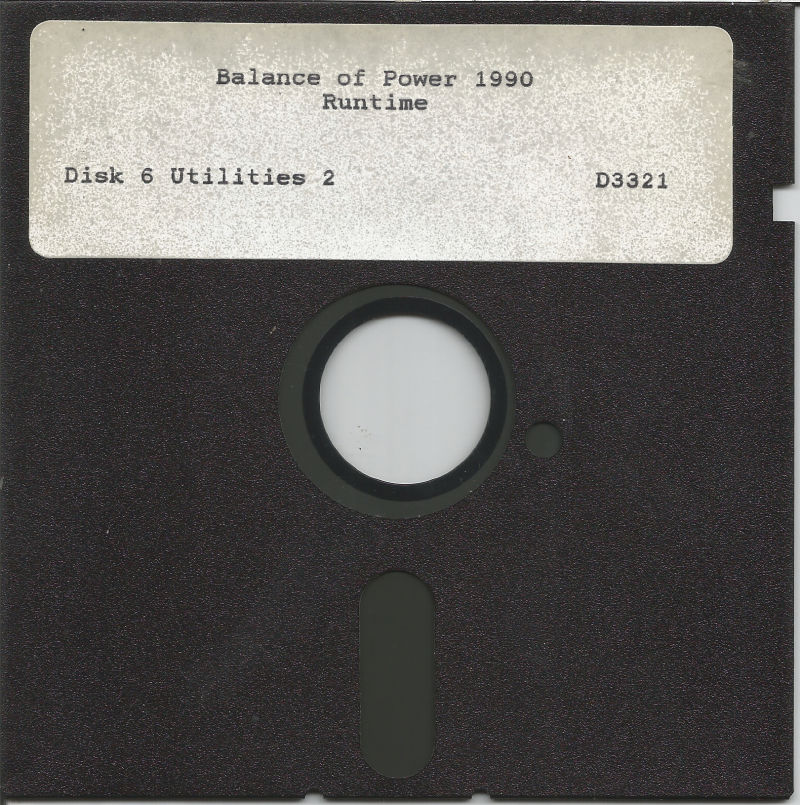 Balance of Power 1990
Runtime
Disk 6 Utilities 2 D3321